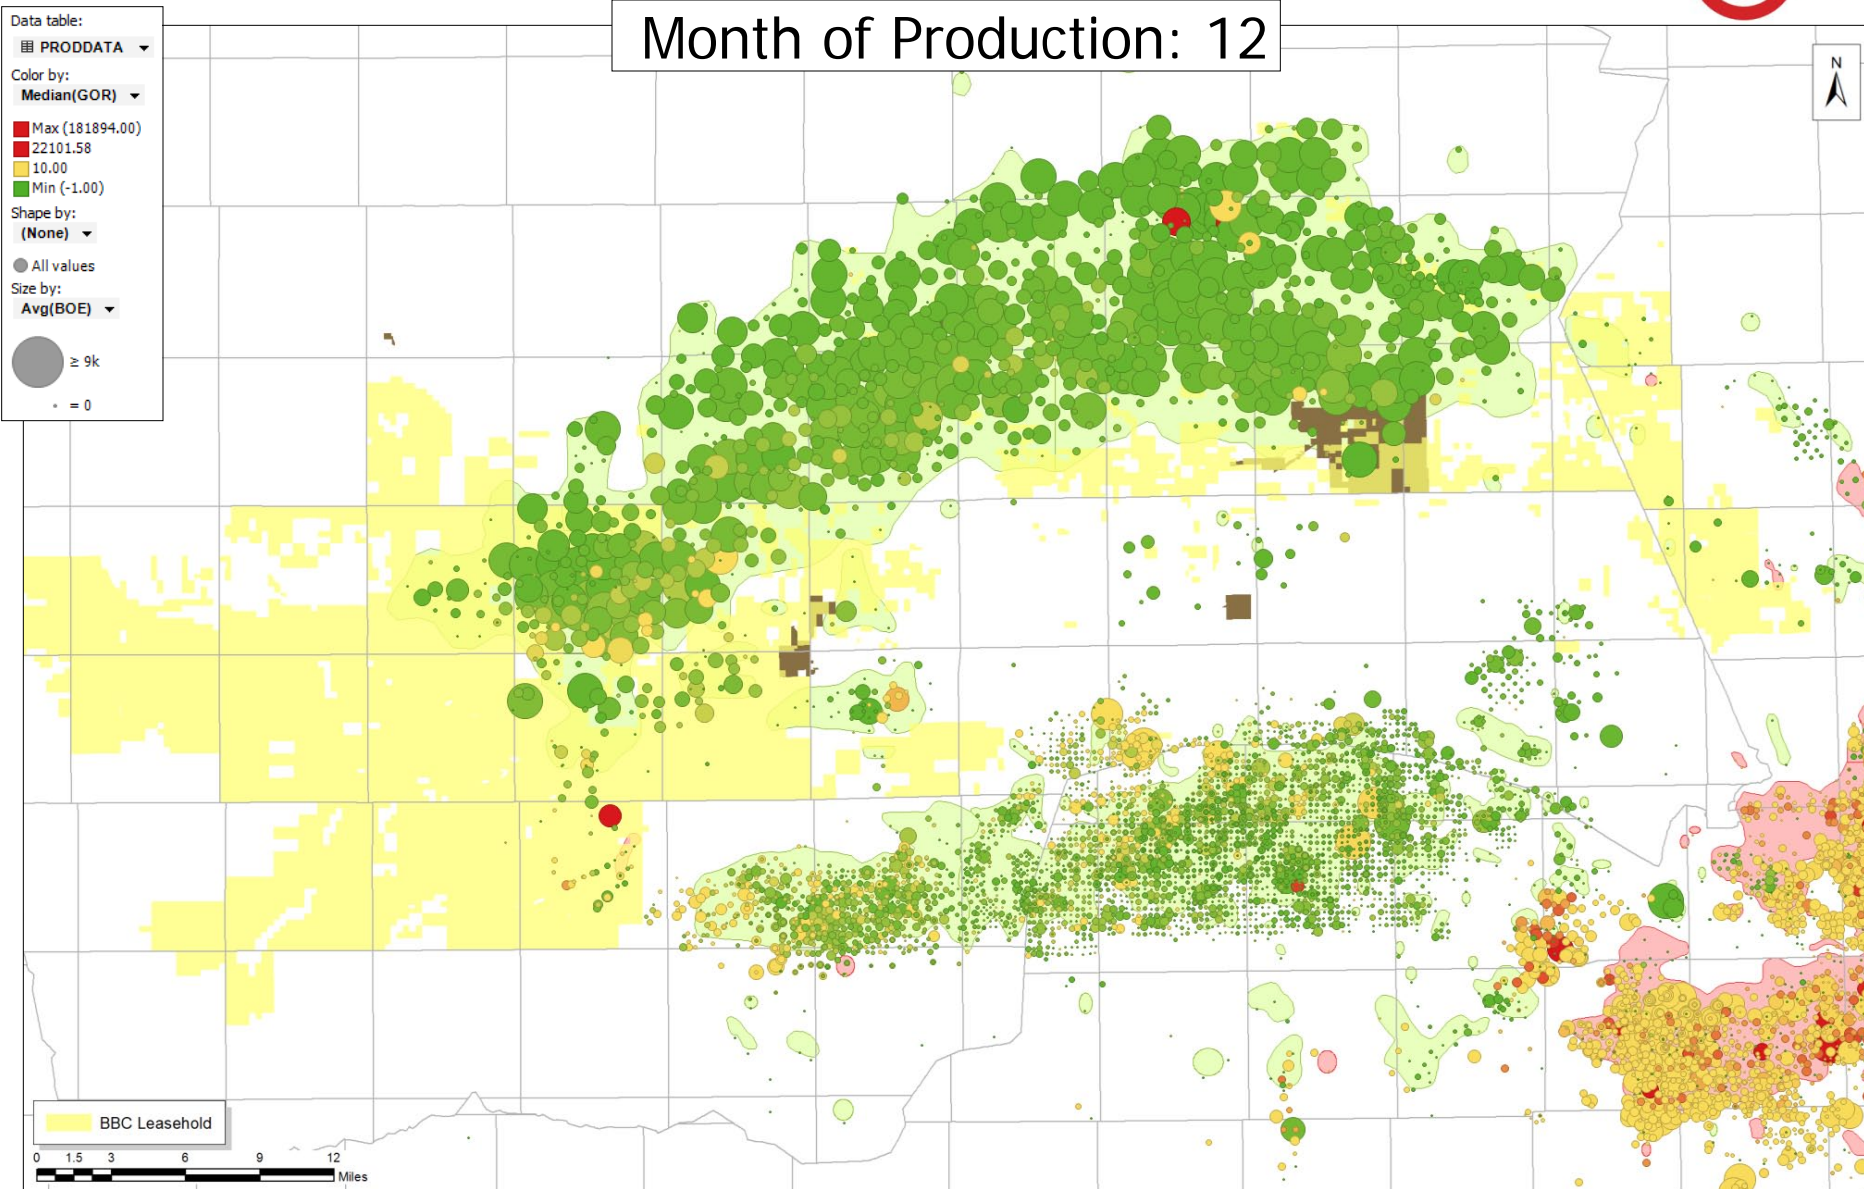 Month of Production: 12
Data table:
PRODDATA
Color by:
Median(GOR)
Max (181894.00)
22101.58
10.00
Min (-1.00)
Shape by:
(None)
All values
Size by:
Avg(BOE)
≥ 9k
= 0
N
BBC Leasehold
0 1.5 3 6 9 12
Miles